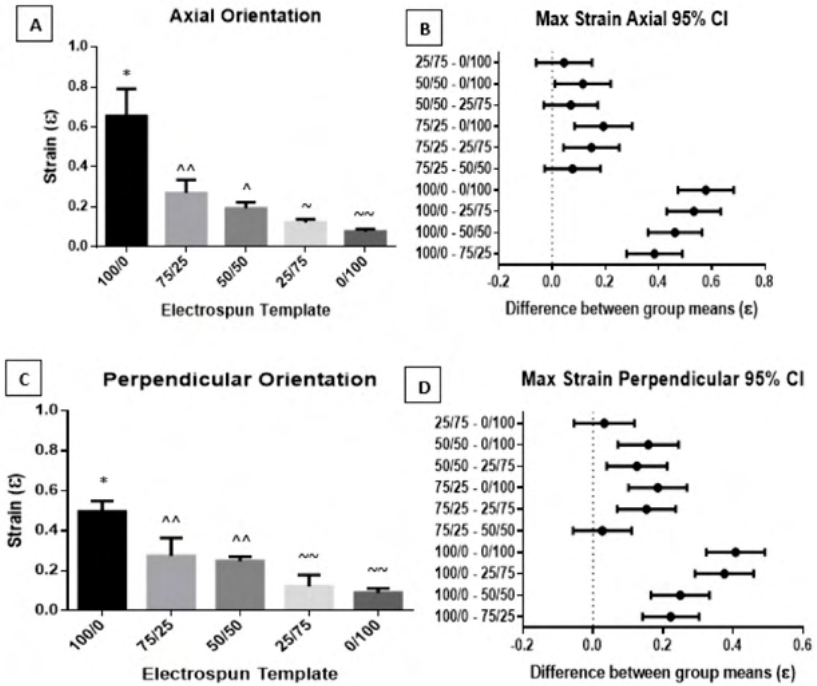 A
Axial Orientation
Strain (ε)
1.0
0.8
0.6
0.4
0.2
0.0
*
^^
^
~
~~
100/0
75/25
50/50
25/75
0/100
Electrospun Template
B
Max Strain Axial 95% CI
25/75 - 0/100
50/50 - 0/100
50/50 - 25/75
75/25 - 0/100
75/25 - 25/75
75/25 - 50/50
100/0 - 0/100
100/0 - 25/75
100/0 - 50/50
100/0 - 75/25
-0.2
0.0
0.2
0.4
0.6
0.8
Difference between group means (ε)
C
Perpendicular Orientation
Strain (ε)
1.0
0.8
0.6
0.4
0.2
0.0
*
^^
^^
~~
~~
100/0
75/25
50/50
25/75
0/100
Electrospun Template
D
Max Strain Perpendicular 95% CI
25/75 - 0/100
50/50 - 0/100
50/50 - 25/75
75/25 - 0/100
75/25 - 25/75
75/25 - 50/50
100/0 - 0/100
100/0 - 25/75
100/0 - 50/50
100/0 - 75/25
-0.2
0.0
0.2
0.4
0.6
Difference between group means (ε)